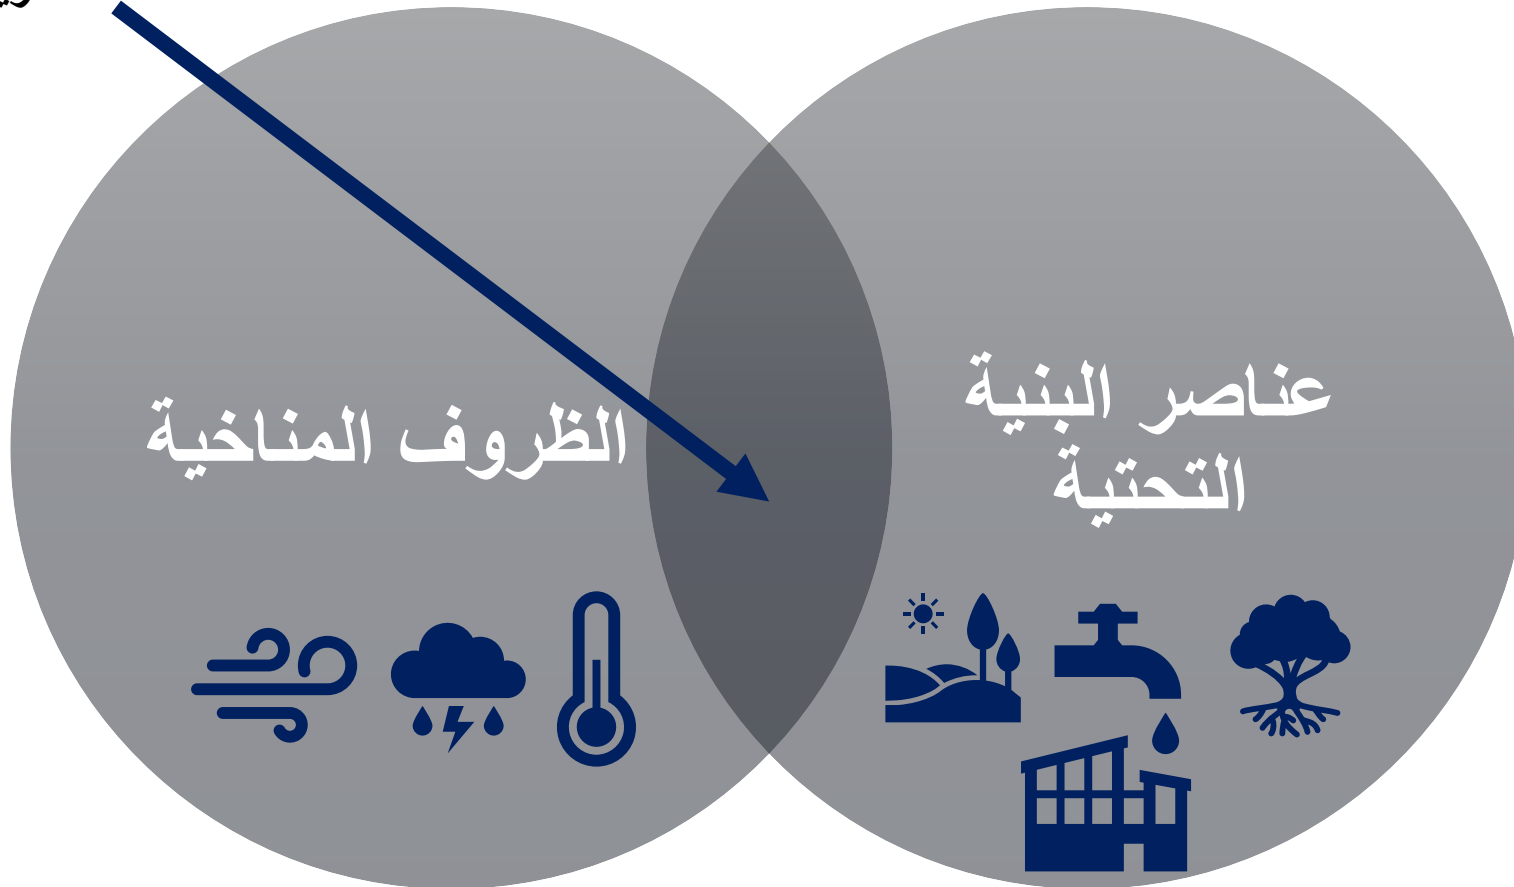 عناصر البنية
التحتية
الظروف المناخية